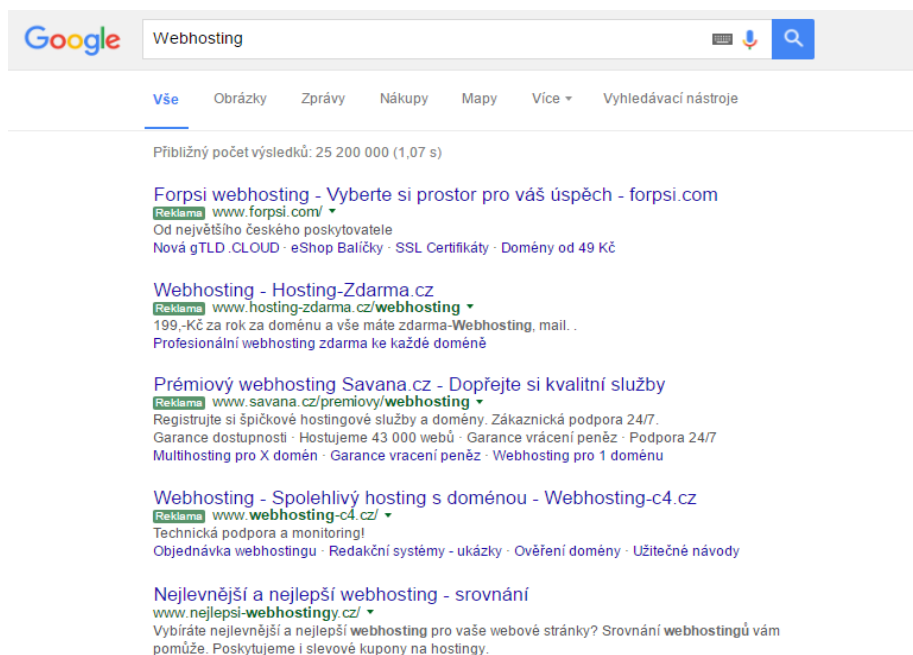 Google Webhosting
Vše Obrázky Zprávy Nákupy Mapy Více Vyhledávací nástroje
Přibližný počet výsledků: 25 200 000 (1,07 s)
Forpsi webhosting - Vyberte si prostor pro váš úspěch - forpsi.com
Reklama www.forpsi.com/
Od největšího českého poskytovatele
Nová gTLD .CLOUD · eShop Balíčky · SSL Certifikáty · Domény od 49 Kč
Webhosting - Hosting-Zdarma.cz
Reklama www.hosting-zdarma.cz/webhosting
199,-Kč za rok za doménu a vše máte zdarma-Webhosting, mail. .
Profesionální webhosting zdarma ke každé doméně
Prémiový webhosting Savana.cz - Dopřejte si kvalitní služby
Reklama www.savana.cz/premiovy/webhosting
Registrujte si špičkové hostingové služby a domény. Zákaznická podpora 24/7.
Garance dostupnosti · Hostujeme 43 000 webů · Garance vrácení peněz · Podpora 24/7
Multihosting pro X domén · Garance vracení peněz · Webhosting pro 1 doménu
Webhosting - Spolehlivý hosting s doménou - Webhosting-c4.cz
Reklama www.webhosting-c4.cz/
Technická podpora a monitoring!
Objednávka webhostingu · Redakční systémy - ukázky · Ověření domény · Užitečné návody
Nejlevnější a nejlepší webhosting - srovnání
www.nejlepsi-webhostingy.cz/
Vybíráte nejlevnější a nejlepší webhosting pro vaše webové stránky? Srovnání webhostingů vám
pomůže. Poskytujeme i slevové kupony na hostingy.